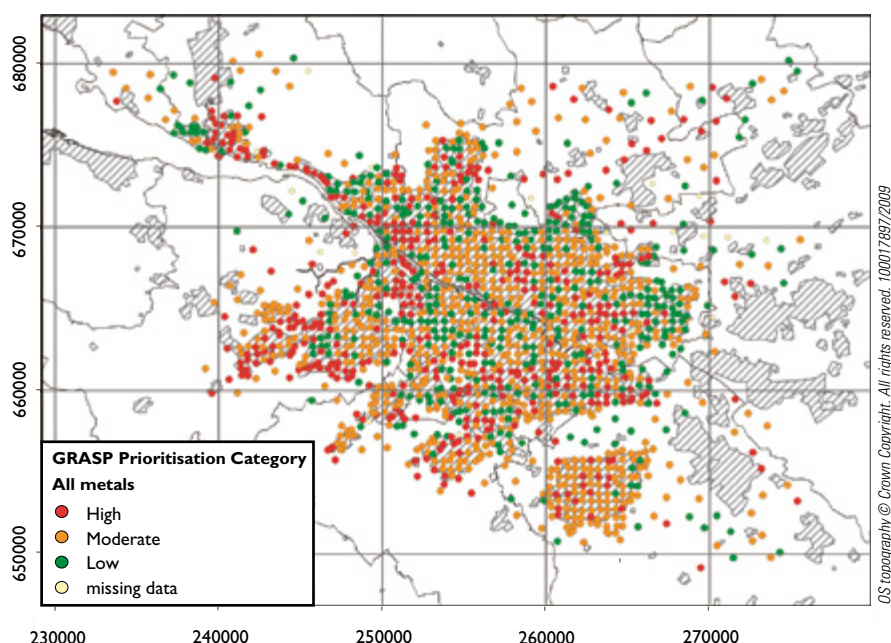 680000
670000
660000
650000
GRASP Prioritisation Category
All metals
High
Moderate
Low
missing data
230000 240000 250000 260000 270000
OS topography © Crown Copyright. All rights reserved. 100017897/2009